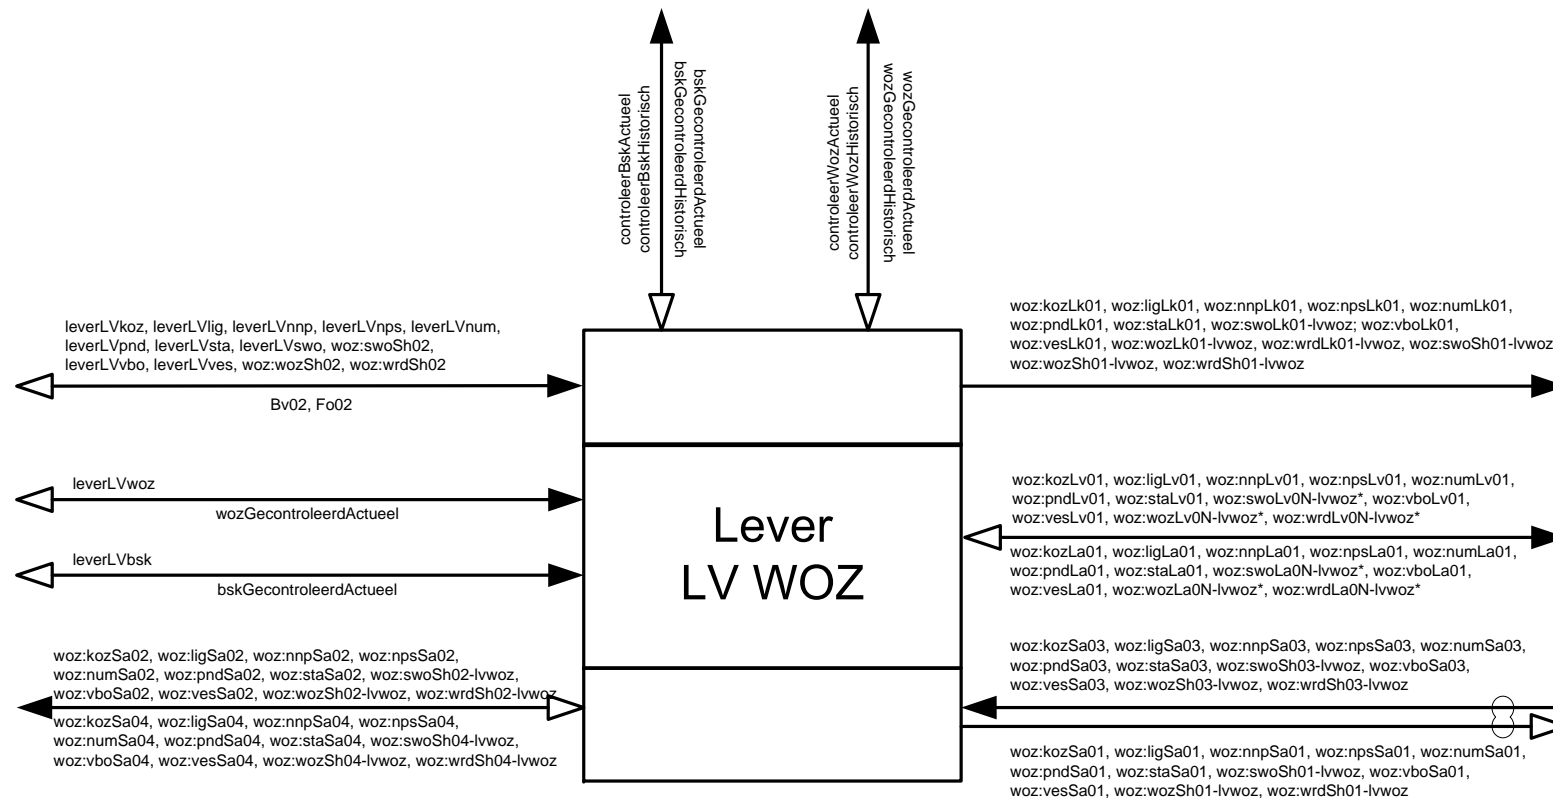 controleerBskActueel
controleerBskHistorisch
bskGecontroleerdActueel
bskGecontroleerdHistorisch
controleerWozActueel
controleerWozHistorisch
wozGecontroleerdActueel
wozGecontroleerdHistorisch
leverLVkoz, leverLVlig, leverLVnnp, leverLVnps, leverLVnum,
leverLVpnd, leverLVsta, leverLVswo, woz:swoSh02,
leverLVvbo, leverLVves, woz:wozSh02, woz:wrdSh02
Bv02, Fo02
leverLVwoz
wozGecontroleerdActueel
leverLVbsk
bskGecontroleerdActueel
woz:kozSa02, woz:ligSa02, woz:nnpSa02, woz:npsSa02,
woz:numSa02, woz:pndSa02, woz:staSa02, woz:swoSh02-lvwoz,
woz:vboSa02, woz:vesSa02, woz:wozSh02-lvwoz, woz:wrdSh02-lvwoz
woz:kozSa04, woz:ligSa04, woz:nnpSa04, woz:npsSa04,
woz:numSa04, woz:pndSa04, woz:staSa04, woz:swoSh04-lvwoz,
woz:vboSa04, woz:vesSa04, woz:wozSh04-lvwoz, woz:wrdSh04-lvwoz
Lever
LV WOZ
woz:kozLk01, woz:ligLk01, woz:nnpLk01, woz:npsLk01, woz:numLk01,
woz:pndLk01, woz:staLk01, woz:swoLk01-lvwoz; woz:vboLk01,
woz:vesLk01, woz:wozLk01-lvwoz, woz:wrdLk01-lvwoz, woz:swoSh01-lvwoz
woz:wozSh01-lvwoz, woz:wrdSh01-lvwoz
woz:kozLv01, woz:ligLv01, woz:nnpLv01, woz:npsLv01, woz:numLv01,
woz:pndLv01, woz:staLv01, woz:swoLv0N-lvwoz*, woz:vboLv01,
woz:vesLv01, woz:wozLv0N-lvwoz*, woz:wrdLv0N-lvwoz*
woz:kozLa01, woz:ligLa01, woz:nnpLa01, woz:npsLa01, woz:numLa01,
woz:pndLa01, woz:staLa01, woz:swoLa0N-lvwoz*, woz:vboLa01,
woz:vesLa01, woz:wozLa0N-lvwoz*, woz:wrdLa0N-lvwoz*
woz:kozSa03, woz:ligSa03, woz:nnpSa03, woz:npsSa03, woz:numSa03,
woz:pndSa03, woz:staSa03, woz:swoSh03-lvwoz, woz:vboSa03,
woz:vesSa03, woz:wozSh03-lvwoz, woz:wrdSh03-lvwoz
woz:kozSa01, woz:ligSa01, woz:nnpSa01, woz:npsSa01, woz:numSa01,
woz:pndSa01, woz:staSa01, woz:swoSh01-lvwoz, woz:vboSa01,
woz:vesSa01, woz:wozSh01-lvwoz, woz:wrdSh01-lvwoz